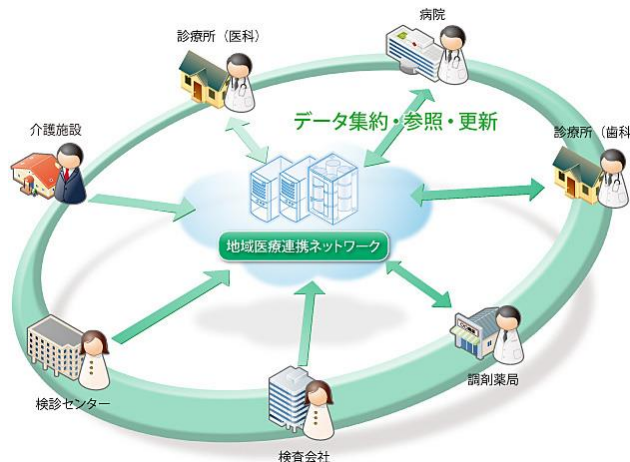 病院
診療所（医科）
データ集約・参照・更新
介護施設
診療所（歯科
地域医療連携ネットワーク
調剤薬局
検診センター
検査会社